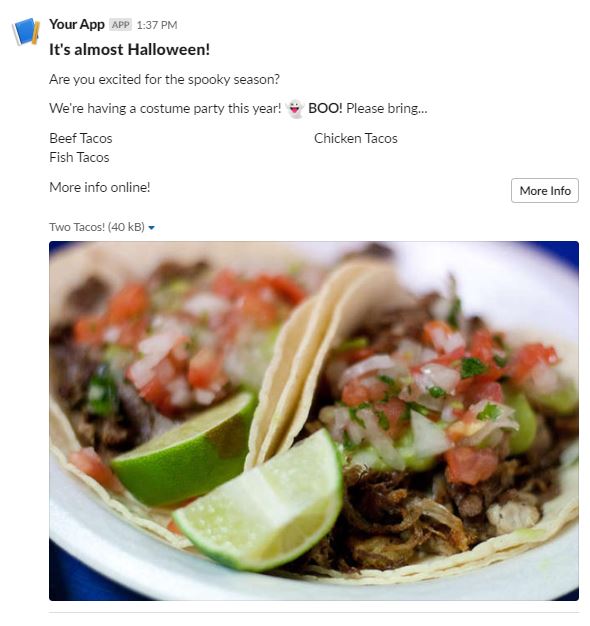 Your App APP 1:37 PM
It's almost Halloween!
Are you excited for the spooky season?
We're having a costume party this year! 👻 BOO! Please bring...
Beef Tacos Chicken Tacos
Fish Tacos
More info online! More Info
Two Tacos! (40 kB)